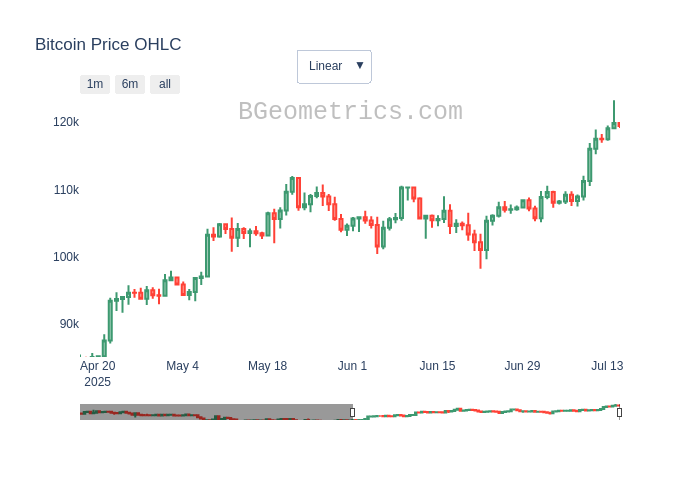 Bitcoin Price OHLC
Linear ▼
1m 6m all
BGeometrics.com
120k
110k
100k
90k
Apr 20 May 4 May 18 Jun 1 Jun 15 Jun 29 Jul 13
2025